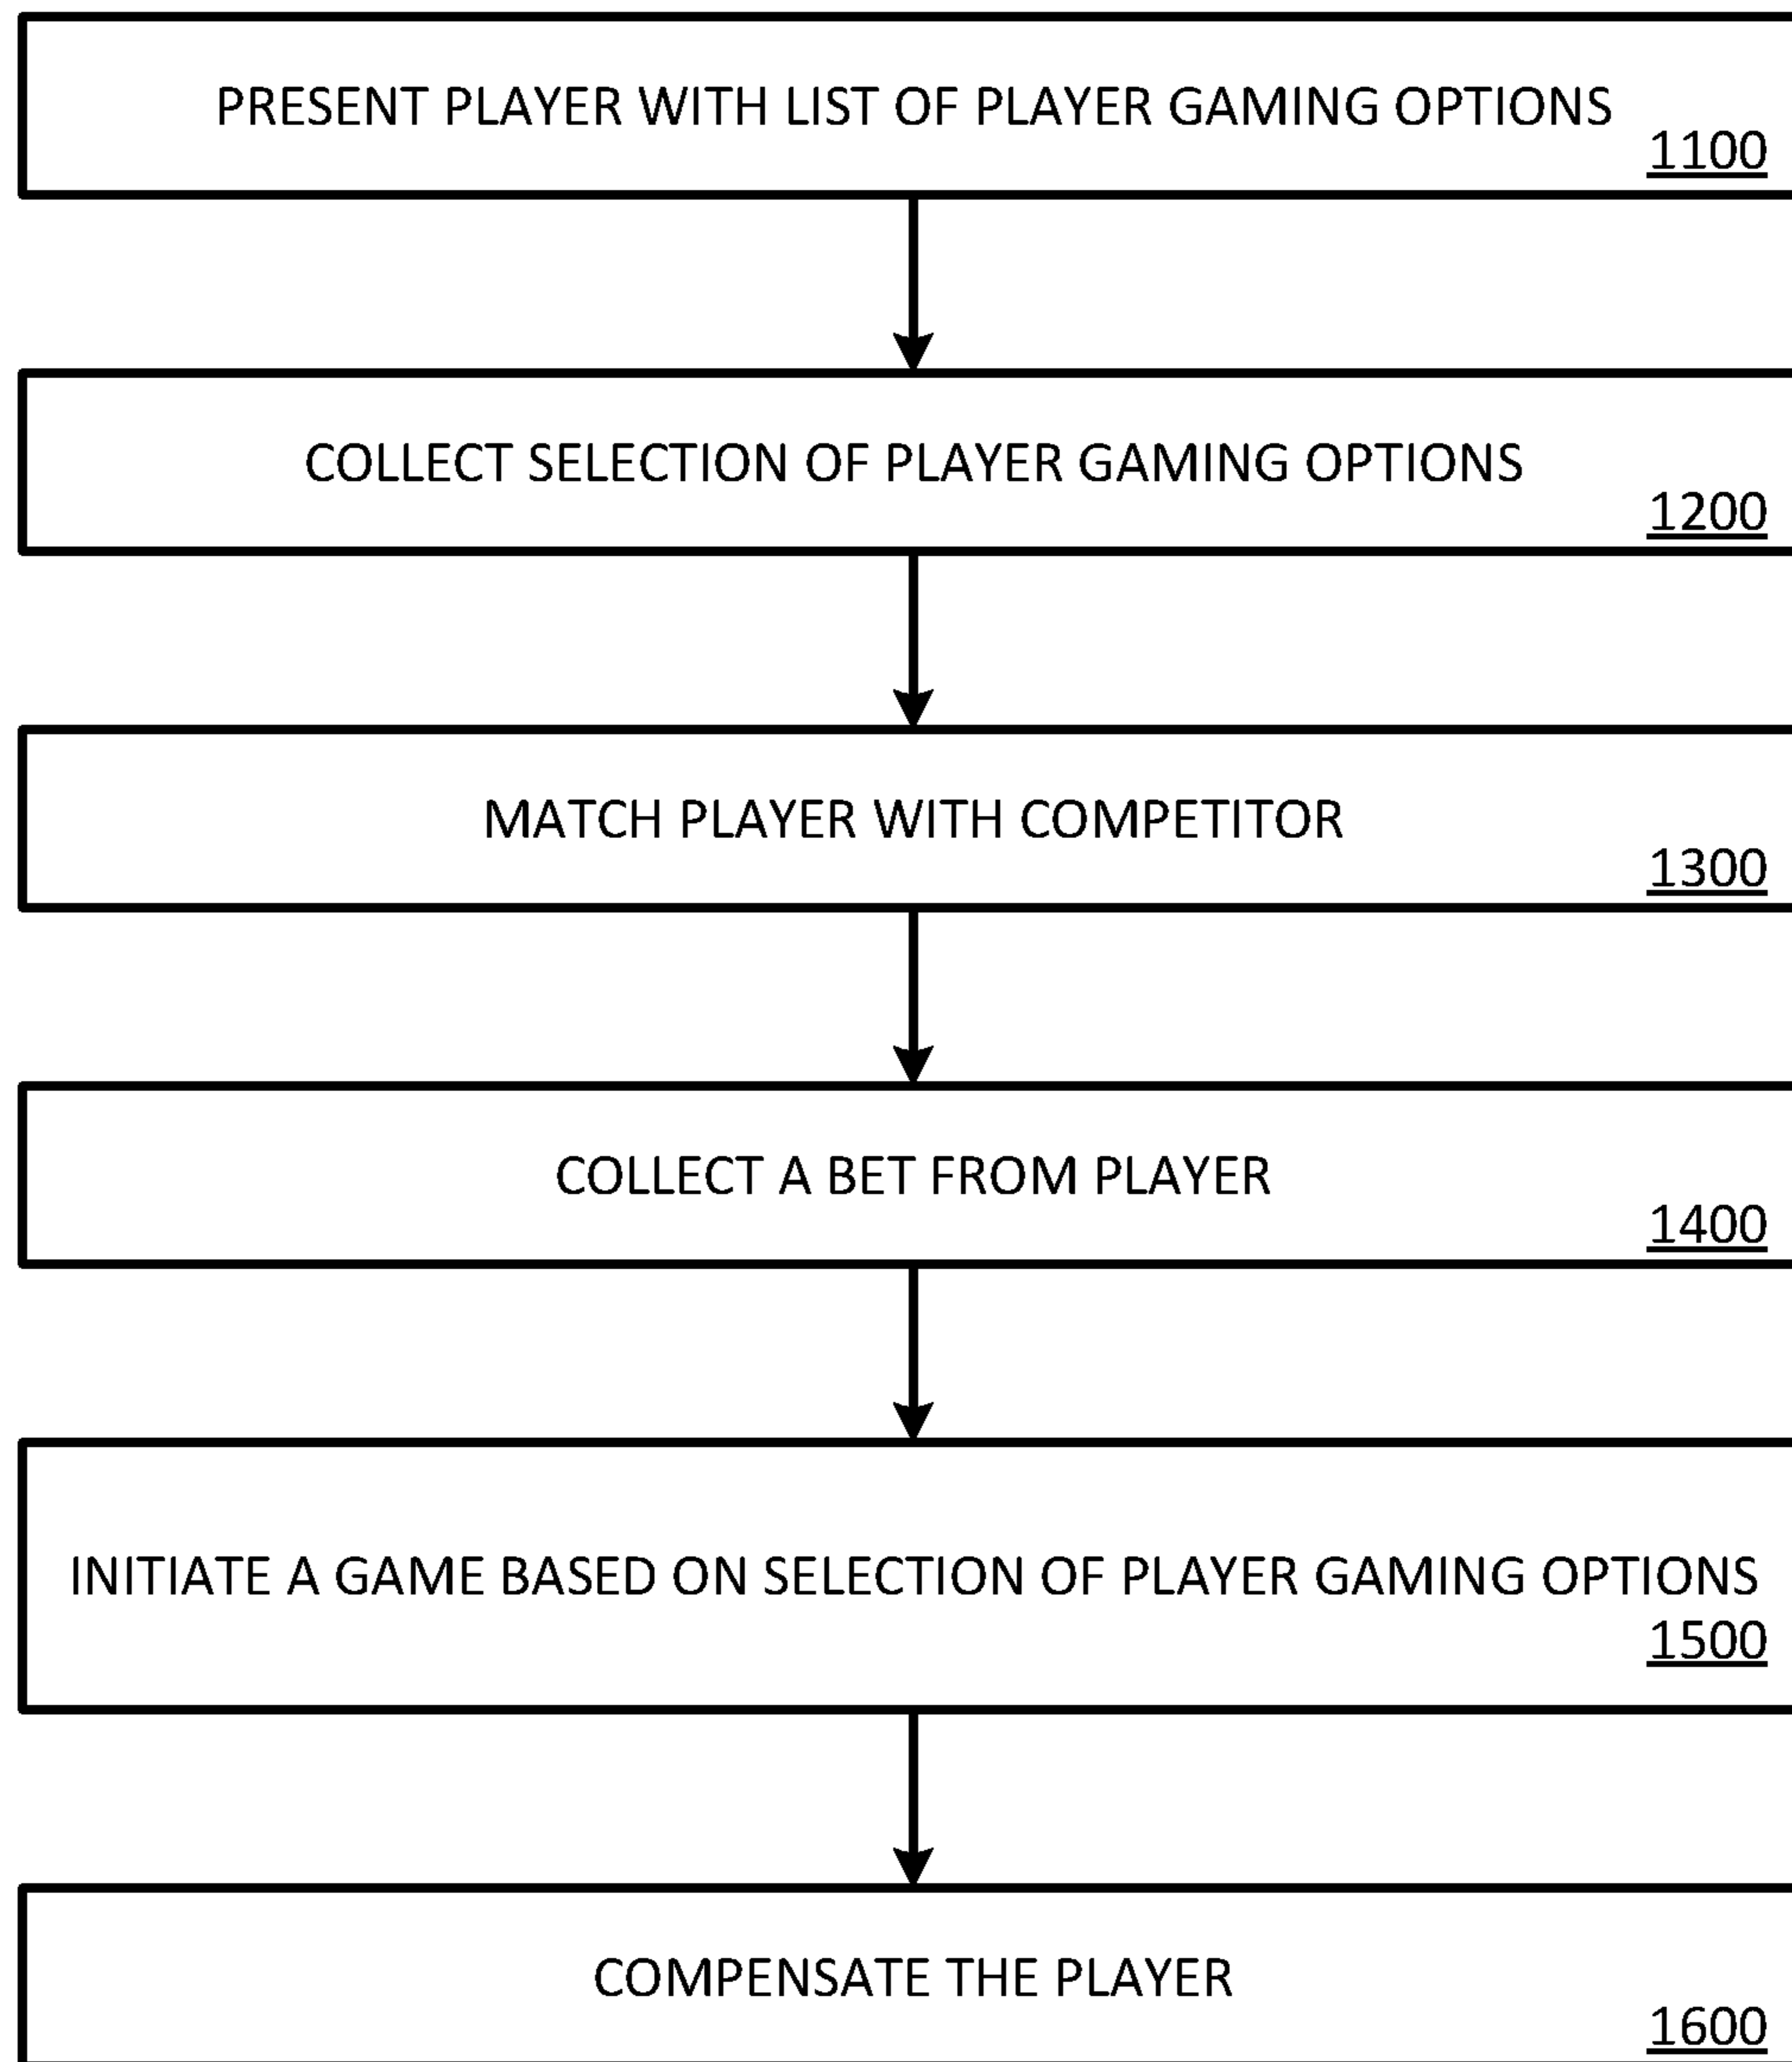 PRESENT PLAYER WITH LIST OF PLAYER GAMING OPTIONS
1100
COLLECT SELECTION OF PLAYER GAMING OPTIONS
1200
MATCH PLAYER WITH COMPETITOR
1300
COLLECT A BET FROM PLAYER
1400
INITIATE A GAME BASED ON SELECTION OF PLAYER GAMING OPTIONS
1500
COMPENSATE THE PLAYER
1600